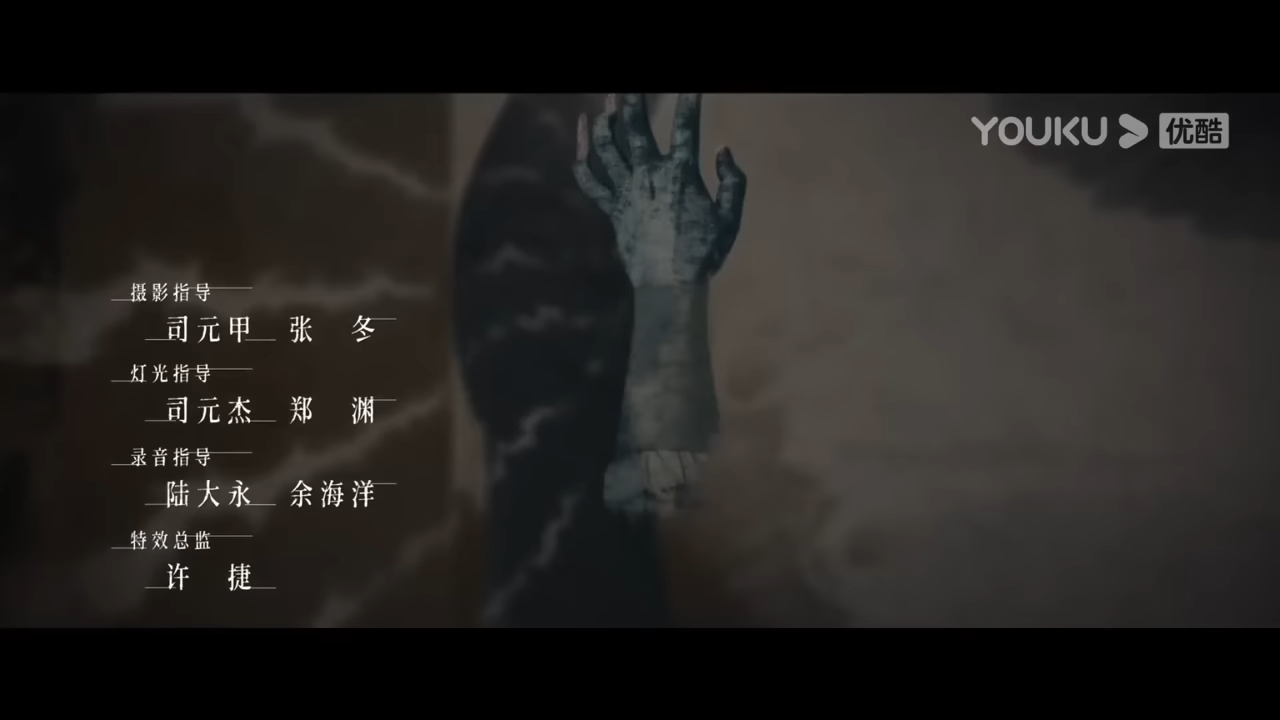 YOUKU 优酷
摄影指导
司元甲 张 冬
灯光指导
司元杰 郑 渊
录音指导
陆大永 余海洋
特效总监
许 捷